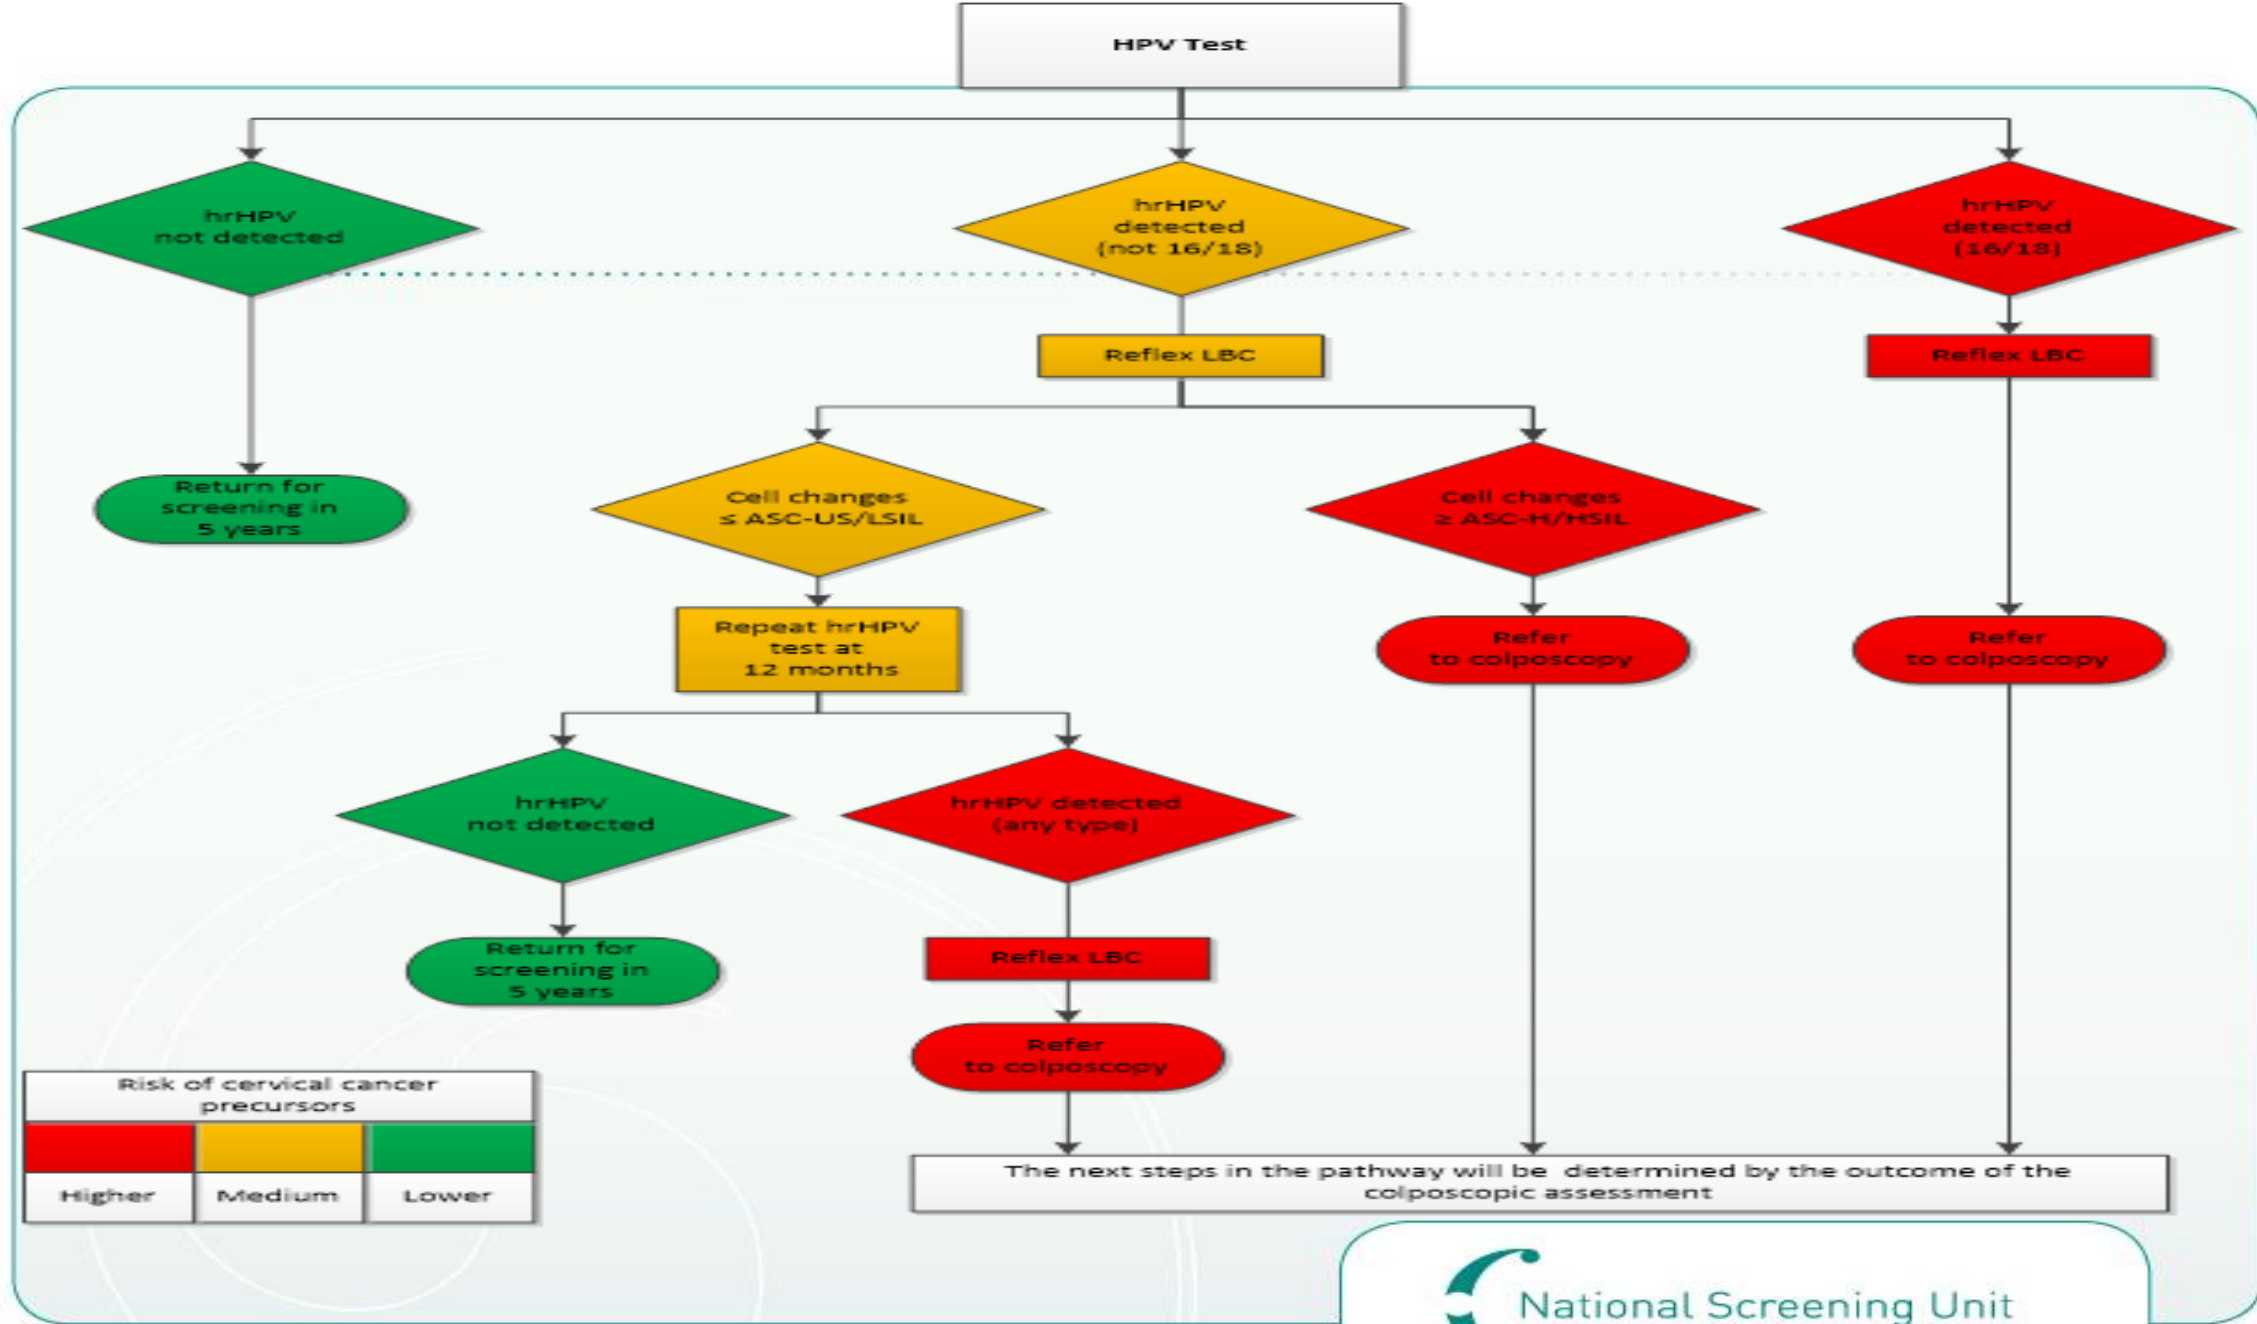 HPV Test
hrHPV
not detected
hrHPV
detected
(not 16/18)
hrHPV
detected
(16/18)
Reflex LBC
Reflex LBC
Return for
screening in
5 years
Cell changes
≤ ASC-US/LSIL
Cell changes
≥ ASC-H/HSIL
Repeat hrHPV
test at
12 months
Refer
to colposcopy
Refer
to colposcopy
hrHPV
not detected
hrHPV detected
(any type)
Return for
screening in
5 years
Reflex LBC
Refer
to colposcopy
Risk of cervical cancer
precursors
Higher
Medium
Lower
The next steps in the pathway will be determined by the outcome of the
colposcopic assessment
National Screening Unit